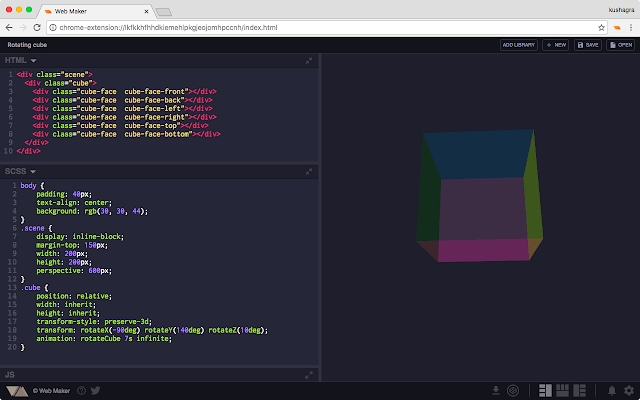 Web Maker
kushagra
chrome-extension://lkfkkhfhhdkiemehlpkgjeojomhpccnh/index.html
Rotating cube
ADD LIBRARY
+ NEW
SAVE
OPEN
HTML
1 <div class="scene">
2 <div class="cube">
3 <div class="cube-face cube-face-front"></div>
4 <div class="cube-face cube-face-back"></div>
5 <div class="cube-face cube-face-left"></div>
6 <div class="cube-face cube-face-right"></div>
7 <div class="cube-face cube-face-top"></div>
8 <div class="cube-face cube-face-bottom"></div>
9 </div>
10 </div>
SCSS
1 body {
2 padding: 40px;
3 text-align: center;
4 background: rgb(30, 30, 44);
5 }
6 .scene {
7 display: inline-block;
8 margin-top: 150px;
9 width: 200px;
10 height: 200px;
11 perspective: 600px;
12 }
13 .cube {
14 position: relative;
15 width: inherit;
16 height: inherit;
17 transform-style: preserve-3d;
18 transform: rotateX(-90deg) rotateY(140deg) rotateZ(10deg);
19 animation: rotateCube 7s infinite;
20 }
JS
© Web Maker